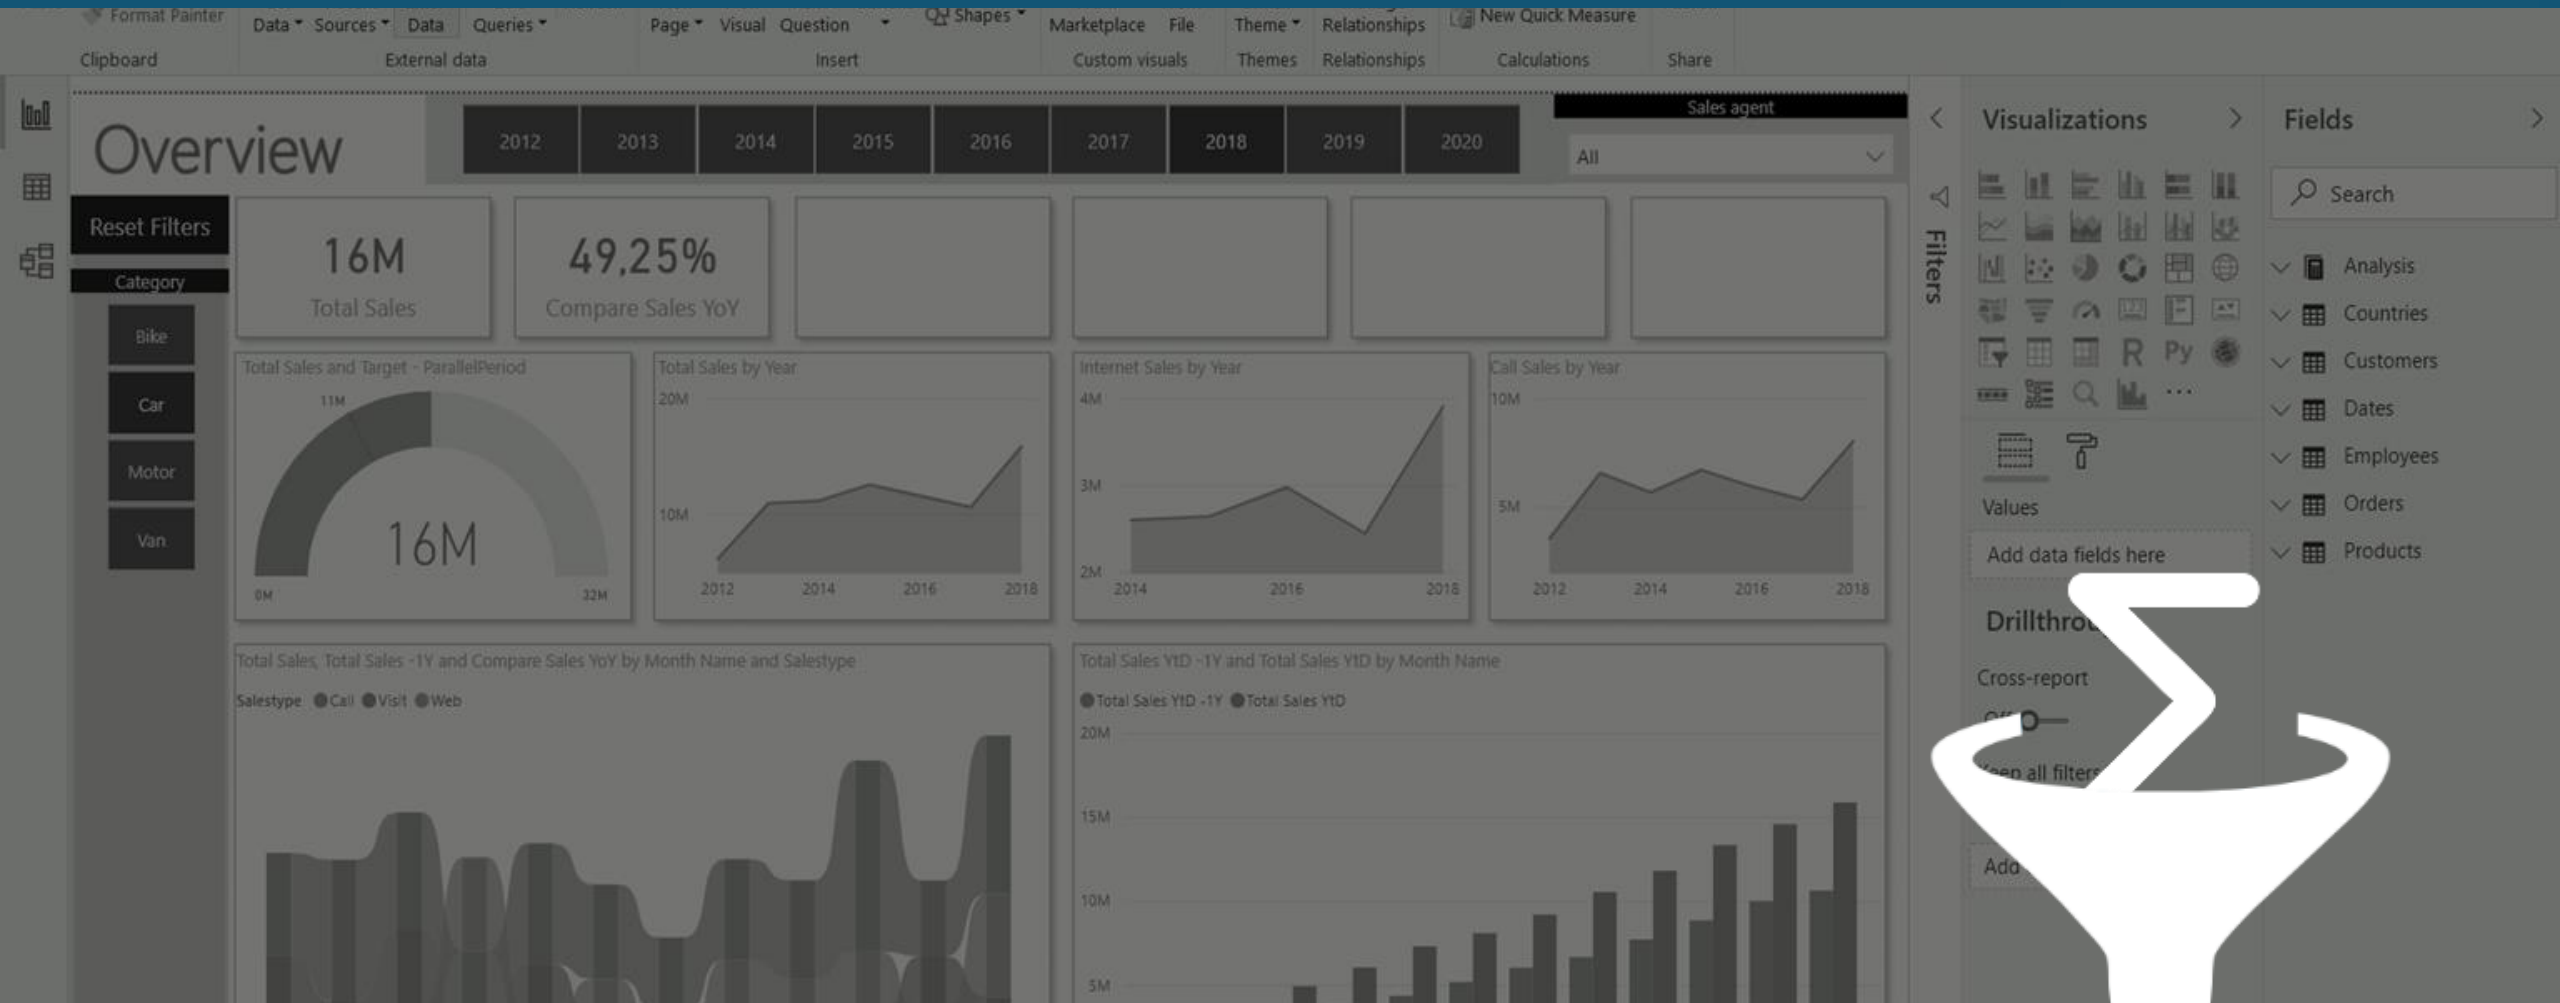 Format Painter
Data Sources Data Queries
Page Visual Question
Shapes
Marketplace File
Theme
Relationships
New Quick Measure
Clipboard
External data
Insert
Custom visuals
Themes
Relationships
Calculations
Share
Overview
2012 2013 2014 2015 2016 2017 2018 2019 2020
Sales agent
All
Reset Filters
Category
Bike
Car
Motor
Van
16M
Total Sales
49,25%
Compare Sales YoY
Total Sales and Target - ParallelPeriod
11M
16M
0M 32M
Total Sales by Year
20M
10M
2012 2014 2016 2018
Internet Sales by Year
4M
3M
2M
2014 2016 2018
Call Sales by Year
10M
5M
2012 2014 2016 2018
Total Sales, Total Sales -1Y and Compare Sales YoY by Month Name and Salestype
Salestype Call Visit Web
Total Sales YtD -1Y and Total Sales YtD by Month Name
Total Sales YtD -1Y Total Sales YtD
20M
15M
10M
5M
Filters
Visualizations
R Py
Values
Add data fields here
Cross-report
all filters
Add
Fields
Search
Analysis
Countries
Customers
Dates
Employees
Orders
Products